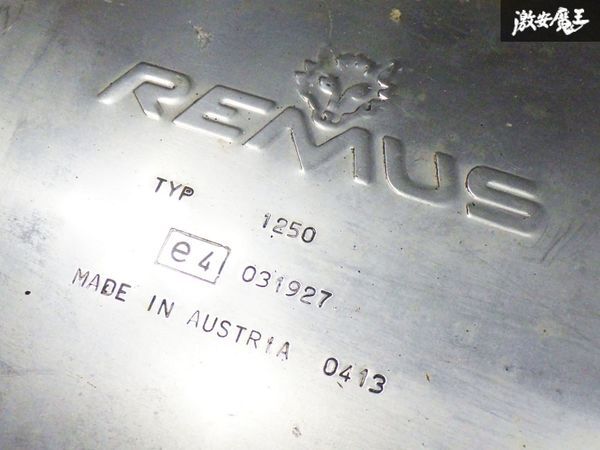 激安魔王
REMUS
TYP 1250
e4 031927
MADE IN AUSTRIA 0413